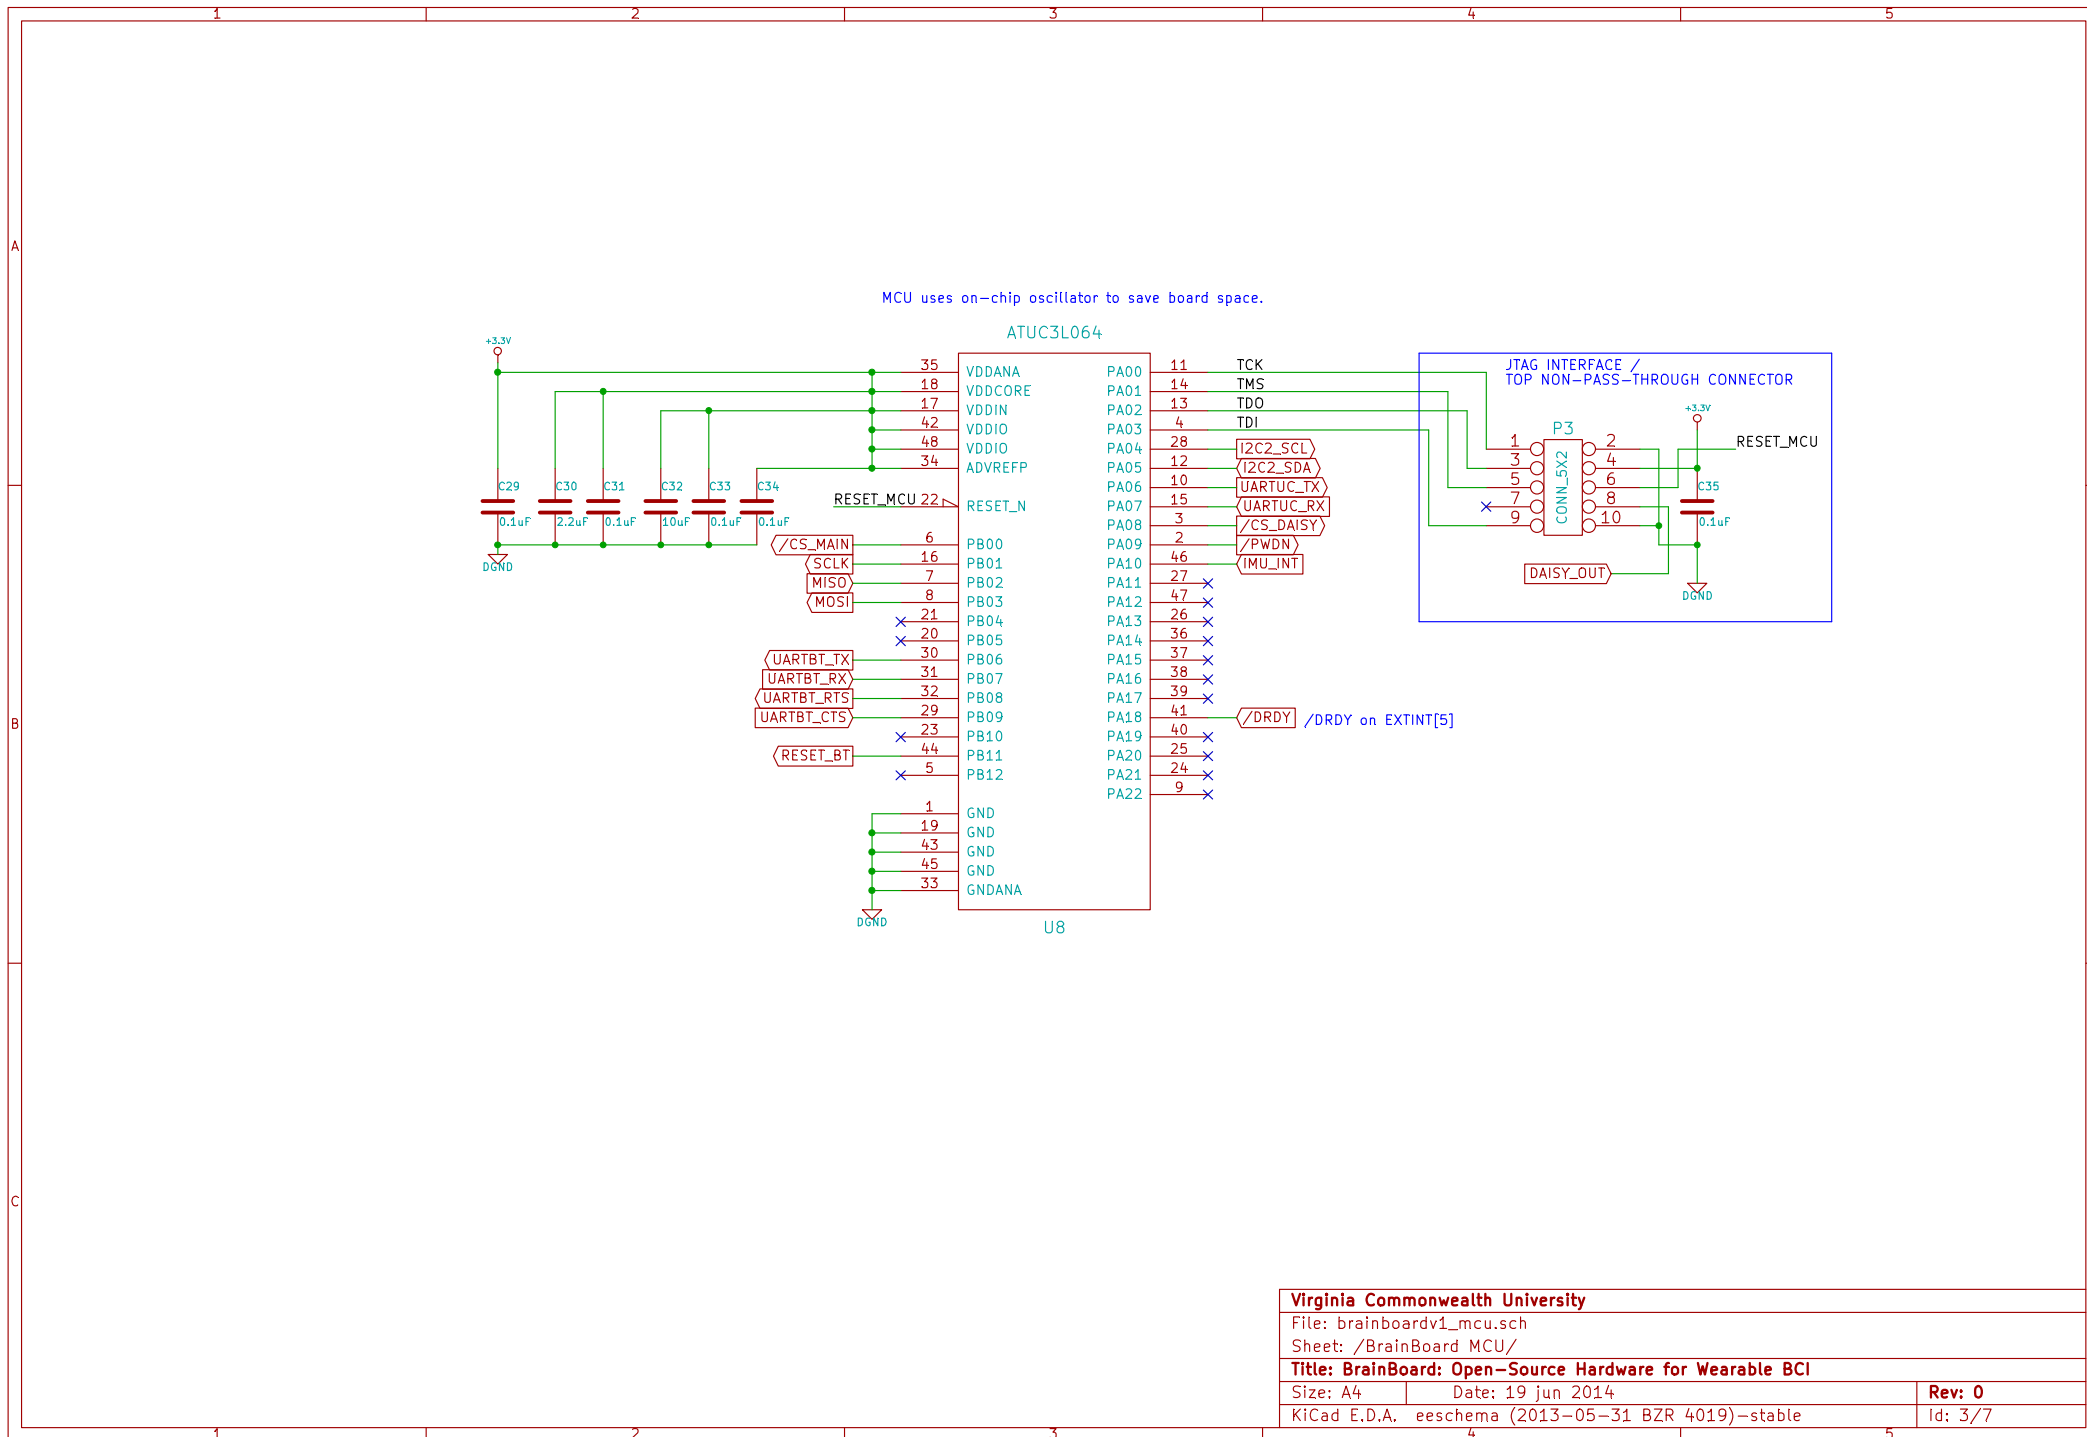 1 2 3 4 5
A
B
C
MCU uses on-chip oscillator to save board space.
ATUC3L064
+3.3V
35 VDDANA
18 VDDCORE
17 VDDIN
42 VDDIO
48 VDDIO
34 ADVREFP
RESET_MCU 22 RESET_N
C29 0.1uF
C30 2.2uF
C31 0.1uF
C32 10uF
C33 0.1uF
C34 0.1uF
DGND
/CS_MAIN 6 PB00
SCLK 16 PB01
MISO 7 PB02
MOSI 8 PB03
21 PB04
20 PB05
UARTBT_TX 30 PB06
UARTBT_RX 31 PB07
UARTBT_RTS 32 PB08
UARTBT_CTS 29 PB09
23 PB10
RESET_BT 44 PB11
5 PB12
1 GND
19 GND
43 GND
45 GND
33 GNDANA
DGND
U8
PA00 11 TCK
PA01 14 TMS
PA02 13 TDO
PA03 4 TDI
PA04 28 I2C2_SCL
PA05 12 I2C2_SDA
PA06 10 UARTUC_TX
PA07 15 UARTUC_RX
PA08 3 /CS_DAISY
PA09 2 /PWDN
PA10 46 IMU_INT
PA11 27
PA12 47
PA13 26
PA14 36
PA15 37
PA16 38
PA17 39
PA18 41 /DRDY /DRDY on EXTINT[5]
PA19 40
PA20 25
PA21 24
PA22 9
JTAG INTERFACE /
TOP NON-PASS-THROUGH CONNECTOR
+3.3V
P3
CONN_5X2
1 2
3 4
5 6
7 8
9 10
RESET_MCU
C35
0.1uF
DAISY_OUT
DGND
Virginia Commonwealth University
File: brainboardv1_mcu.sch
Sheet: /BrainBoard MCU/
Title: BrainBoard: Open-Source Hardware for Wearable BCI
Size: A4 Date: 19 jun 2014 Rev: 0
KiCad E.D.A. eeschema (2013-05-31 BZR 4019)-stable Id: 3/7
1 2 3 4 5